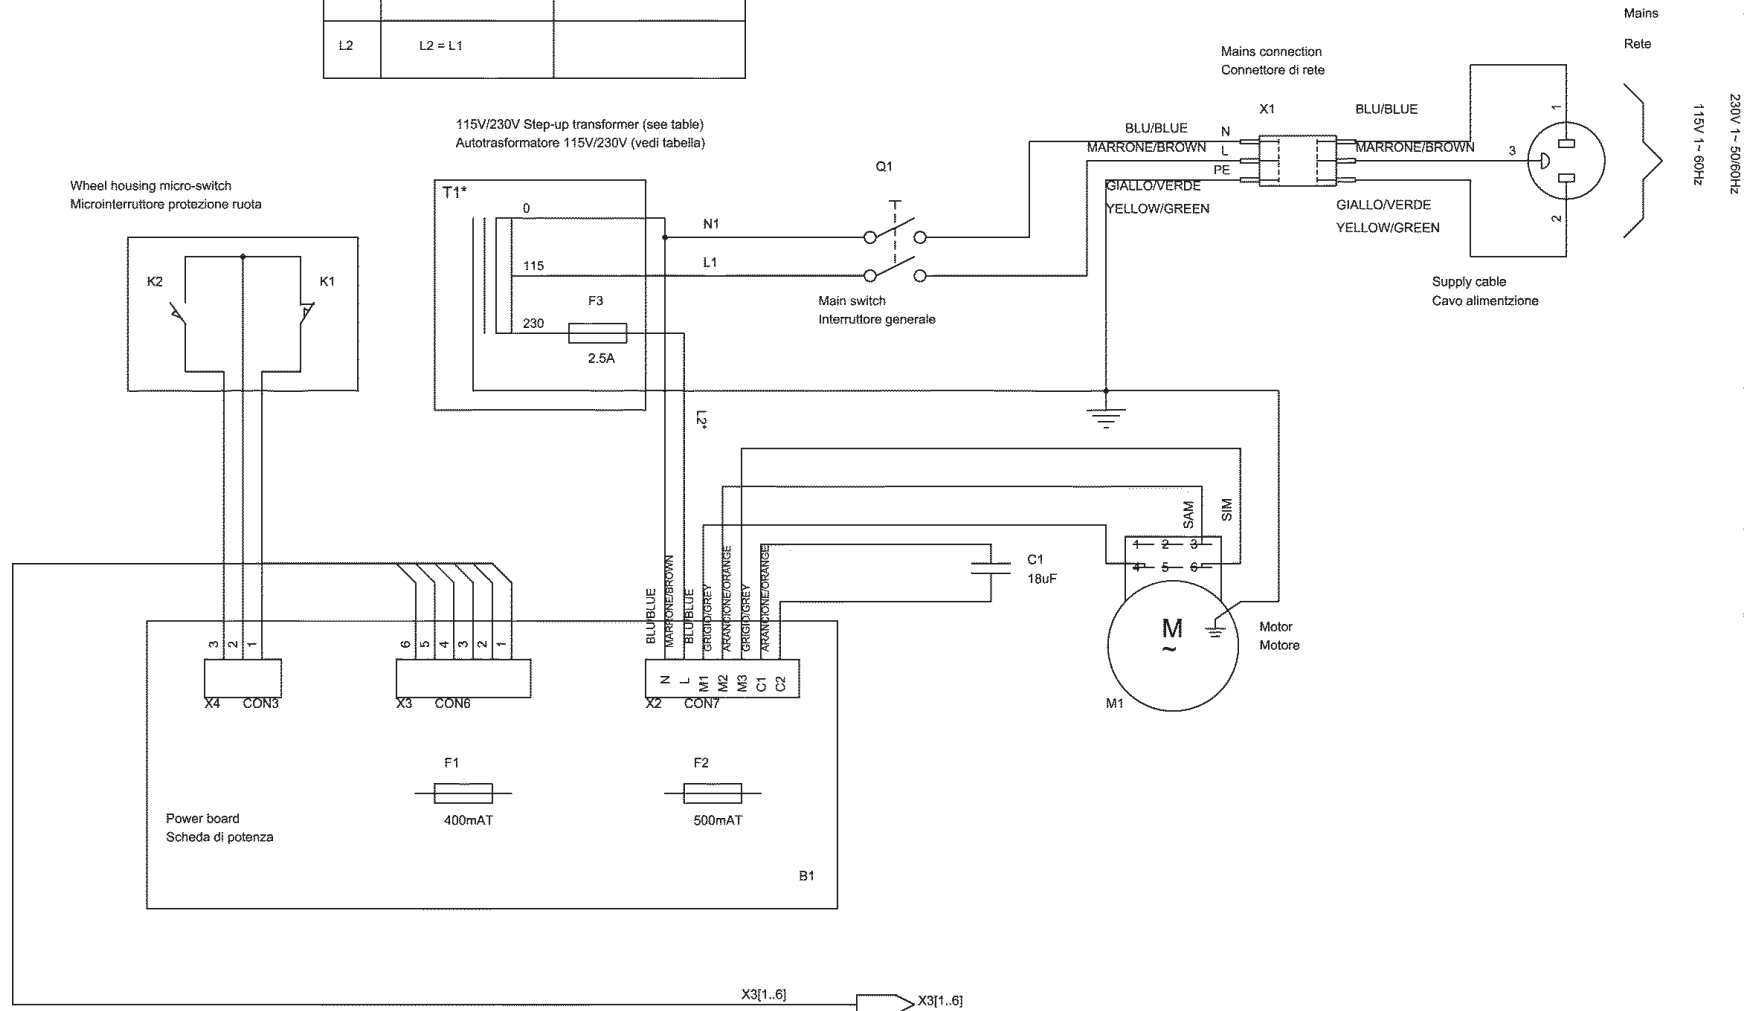 L2
L2 = L1
Mains
Rete
230V 1~ 50/60Hz
115V 1~ 60Hz
Mains connection
Connettore di rete
X1
BLU/BLUE
BLU/BLUE
N
MARRONE/BROWN
L
MARRONE/BROWN
PE
GIALLO/VERDE
YELLOW/GREEN
GIALLO/VERDE
YELLOW/GREEN
1
3
2
Supply cable
Cavo alimentzione
115V/230V Step-up transformer (see table)
Autotrasformatore 115V/230V (vedi tabella)
T1*
0
115
230
F3
2.5A
N1
L1
Q1
Main switch
Interruttore generale
L2*
Wheel housing micro-switch
Microinterruttore protezione ruota
K2
K1
SAM
SIM
1 2 3
4 5 6
C1
18uF
M
~
M1
Motor
Motore
BLU/BLUE
MARRONE/BROWN
BLU/BLUE
GRIGIO/GREY
ARANCIONE/ORANGE
GRIGIO/GREY
ARANCIONE/ORANGE
3 2 1
6 5 4 3 2 1
N L M1 M2 M3 C1 C2
X4 CON3
X3 CON6
X2 CON7
F1
400mAT
F2
500mAT
Power board
Scheda di potenza
B1
X3[1..6]
X3[1..6]